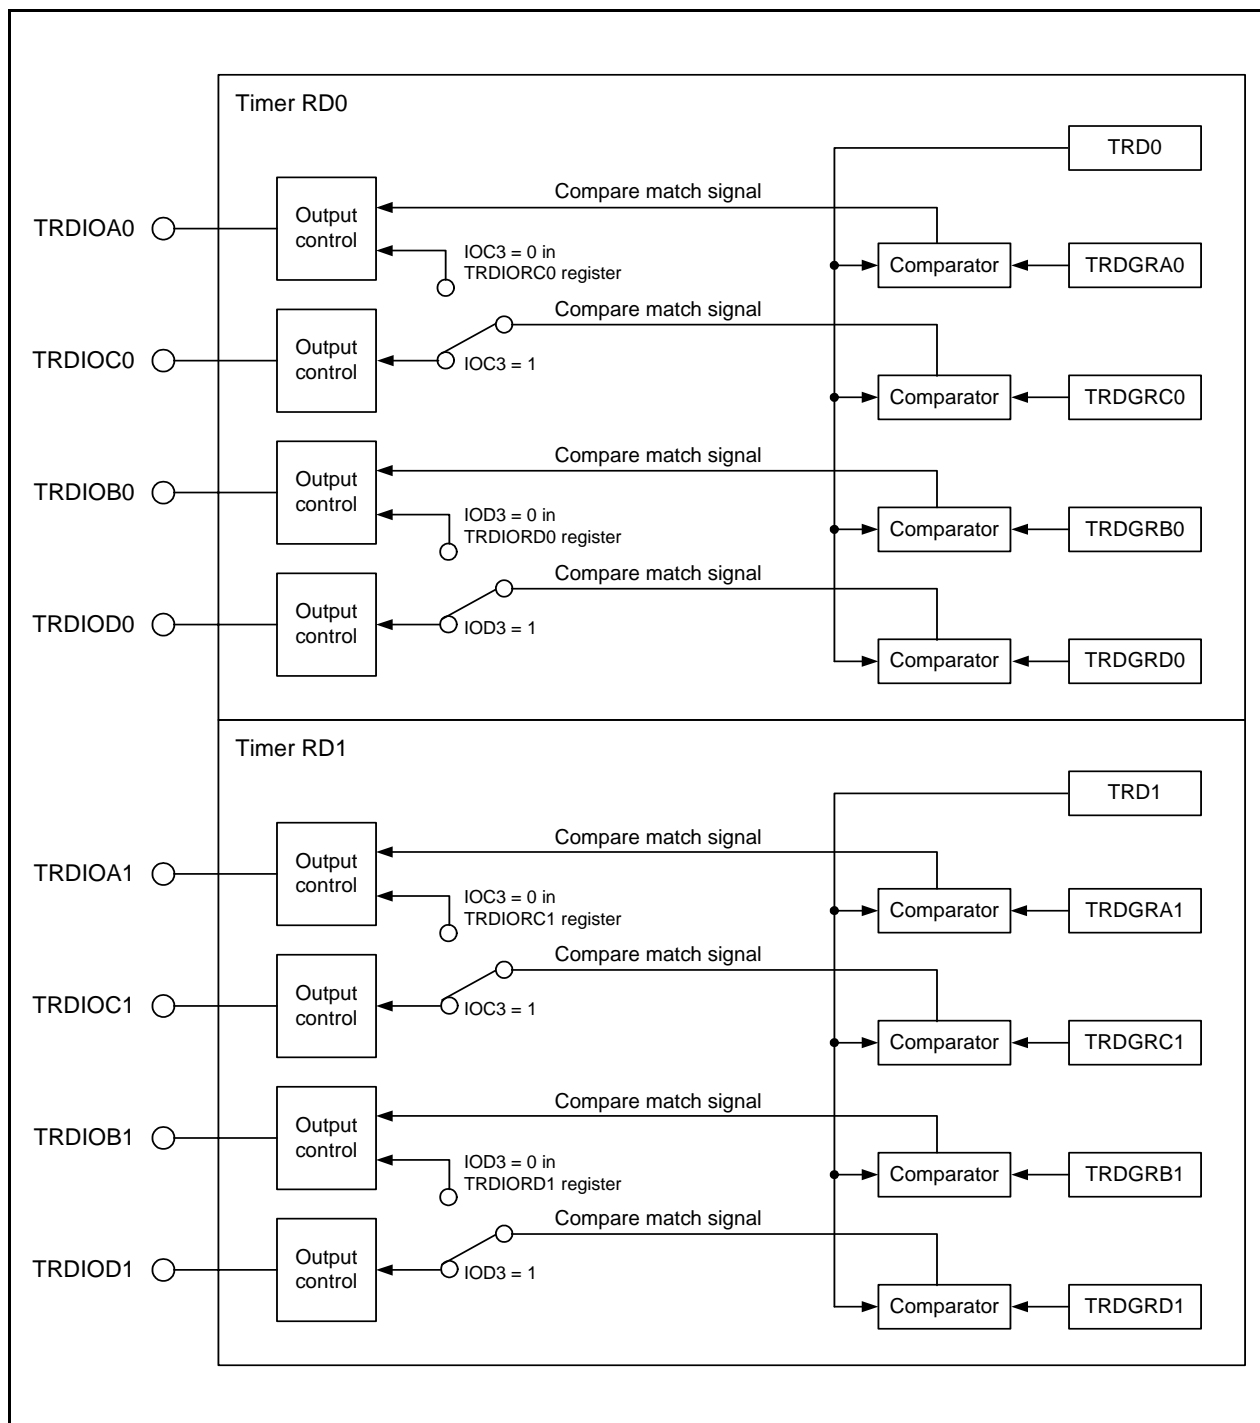 Timer RD0
TRD0
Compare match signal
TRDIOA0
Output
control
IOC3 = 0 in
TRDIORC0 register
Comparator
TRDGRA0
Compare match signal
TRDIOC0
Output
control
IOC3 = 1
Comparator
TRDGRC0
Compare match signal
TRDIOB0
Output
control
IOD3 = 0 in
TRDIORD0 register
Comparator
TRDGRB0
Compare match signal
TRDIOD0
Output
control
IOD3 = 1
Comparator
TRDGRD0
Timer RD1
TRD1
Compare match signal
TRDIOA1
Output
control
IOC3 = 0 in
TRDIORC1 register
Comparator
TRDGRA1
Compare match signal
TRDIOC1
Output
control
IOC3 = 1
Comparator
TRDGRC1
Compare match signal
TRDIOB1
Output
control
IOD3 = 0 in
TRDIORD1 register
Comparator
TRDGRB1
Compare match signal
TRDIOD1
Output
control
IOD3 = 1
Comparator
TRDGRD1